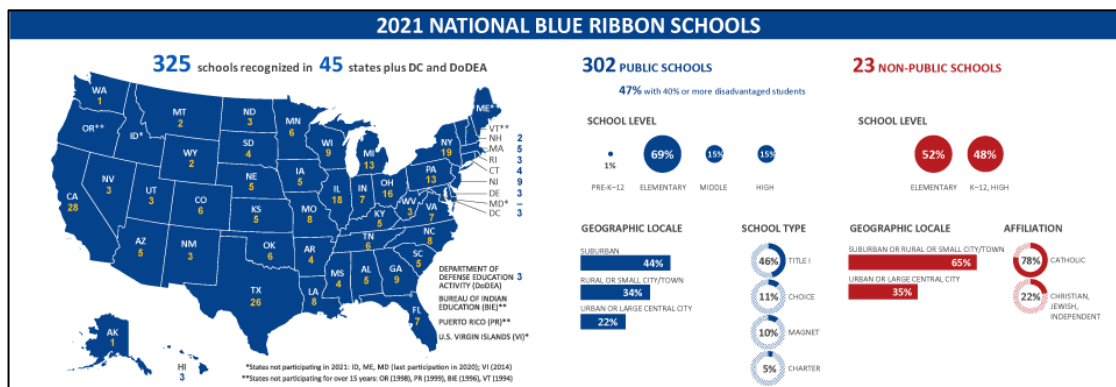 2021 NATIONAL BLUE RIBBON SCHOOLS
325 schools recognized in 45 states plus DC and DoDEA
WA
1
OR**
ID*
MT
2
ND
3
MN
6
WY
2
SD
4
WI
9
MI
13
NY
19
ME*
VT**
NH 2
MA 5
RI 3
CT 4
NJ 9
DE 3
MD* –
DC 3
NV
3
UT
3
CO
6
NE
5
IA
5
IL
18
IN
7
OH
16
PA
13
WV
3
VA
7
CA
28
KS
5
MO
8
KY
5
NC
8
TN
6
AZ
5
NM
3
OK
6
AR
4
SC
5
MS
4
AL
5
GA
9
TX
26
LA
8
FL
7
AK
1
HI
3
DEPARTMENT OF
DEFENSE EDUCATION 3
ACTIVITY (DoDEA)
BUREAU OF INDIAN
EDUCATION (BIE)**
PUERTO RICO (PR)**
U.S. VIRGIN ISLANDS (VI)*
*States not participating in 2021: ID, ME, MD (last participation in 2020); VI (2014)
**States not participating for over 15 years: OR (1998), PR (1999), BIE (1996), VT (1994)
302 PUBLIC SCHOOLS
47% with 40% or more disadvantaged students
SCHOOL LEVEL
1% 69% 15% 15%
PRE-K–12 ELEMENTARY MIDDLE HIGH
GEOGRAPHIC LOCALE
SUBURBAN
44%
RURAL OR SMALL CITY/TOWN
34%
URBAN OR LARGE CENTRAL CITY
22%
SCHOOL TYPE
46% TITLE I
11% CHOICE
10% MAGNET
5% CHARTER
23 NON-PUBLIC SCHOOLS
SCHOOL LEVEL
52% 48%
ELEMENTARY K–12, HIGH
GEOGRAPHIC LOCALE
SUBURBAN OR RURAL OR SMALL CITY/TOWN
65%
URBAN OR LARGE CENTRAL CITY
35%
AFFILIATION
78% CATHOLIC
22% CHRISTIAN,
JEWISH,
INDEPENDENT